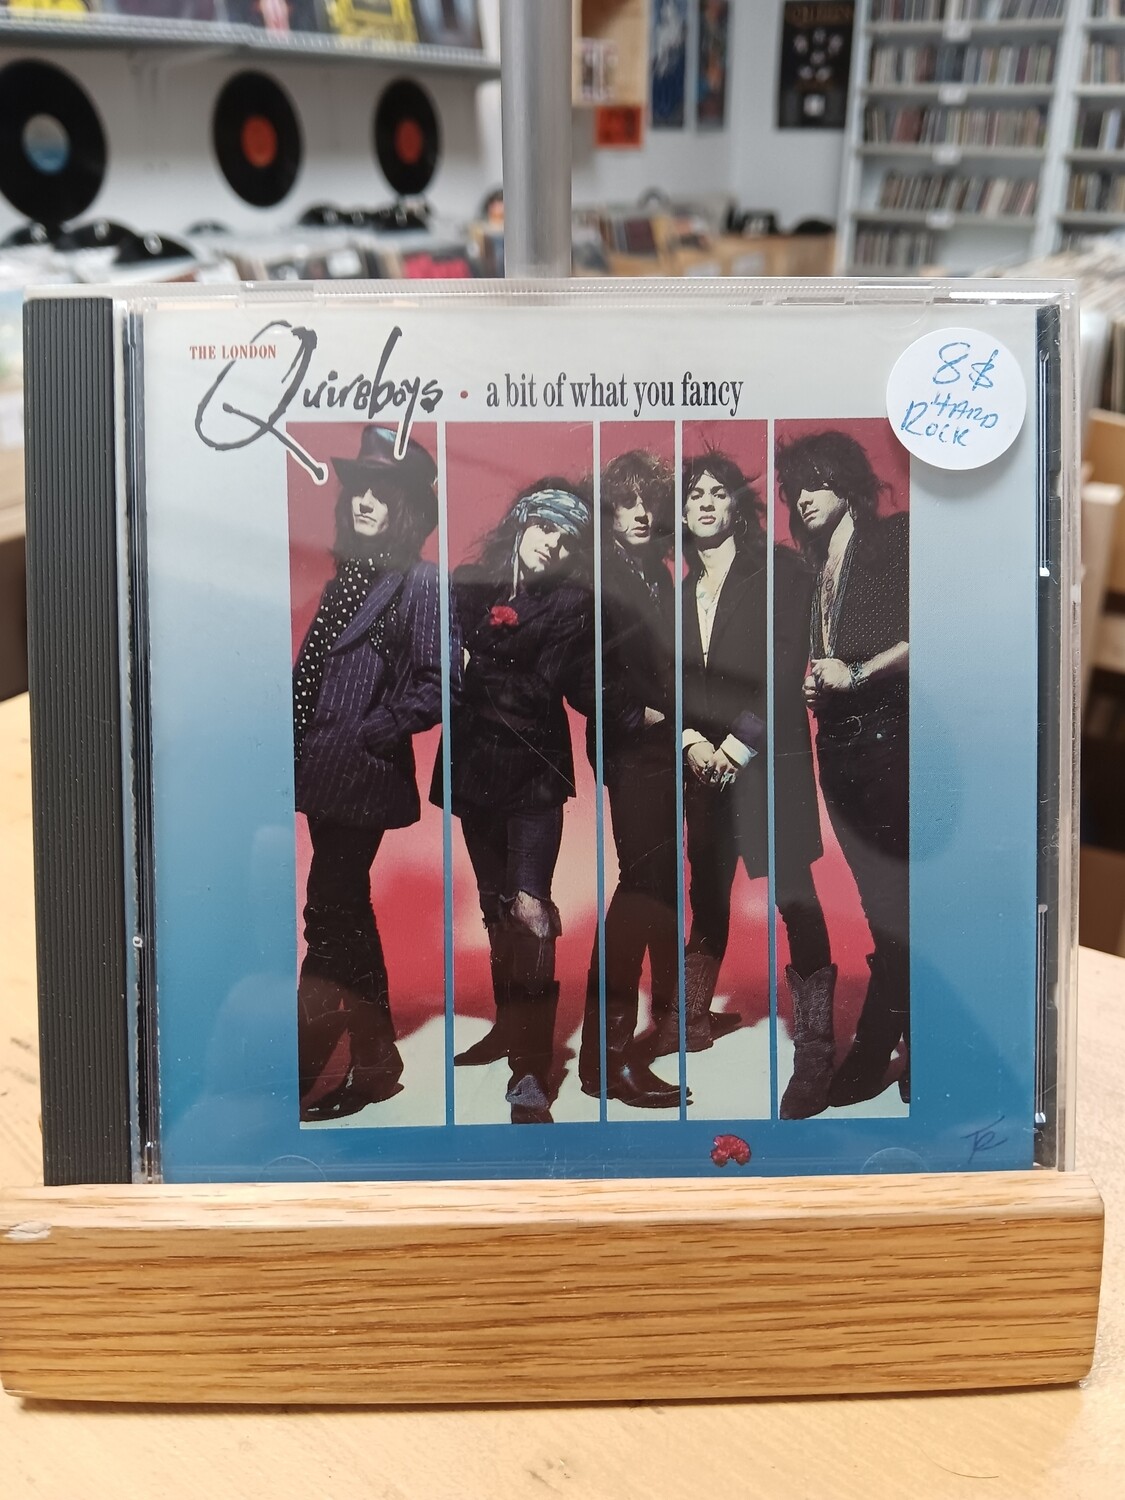 THE LONDON
Quireboys • a bit of what you fancy
8$
HARD
ROCK